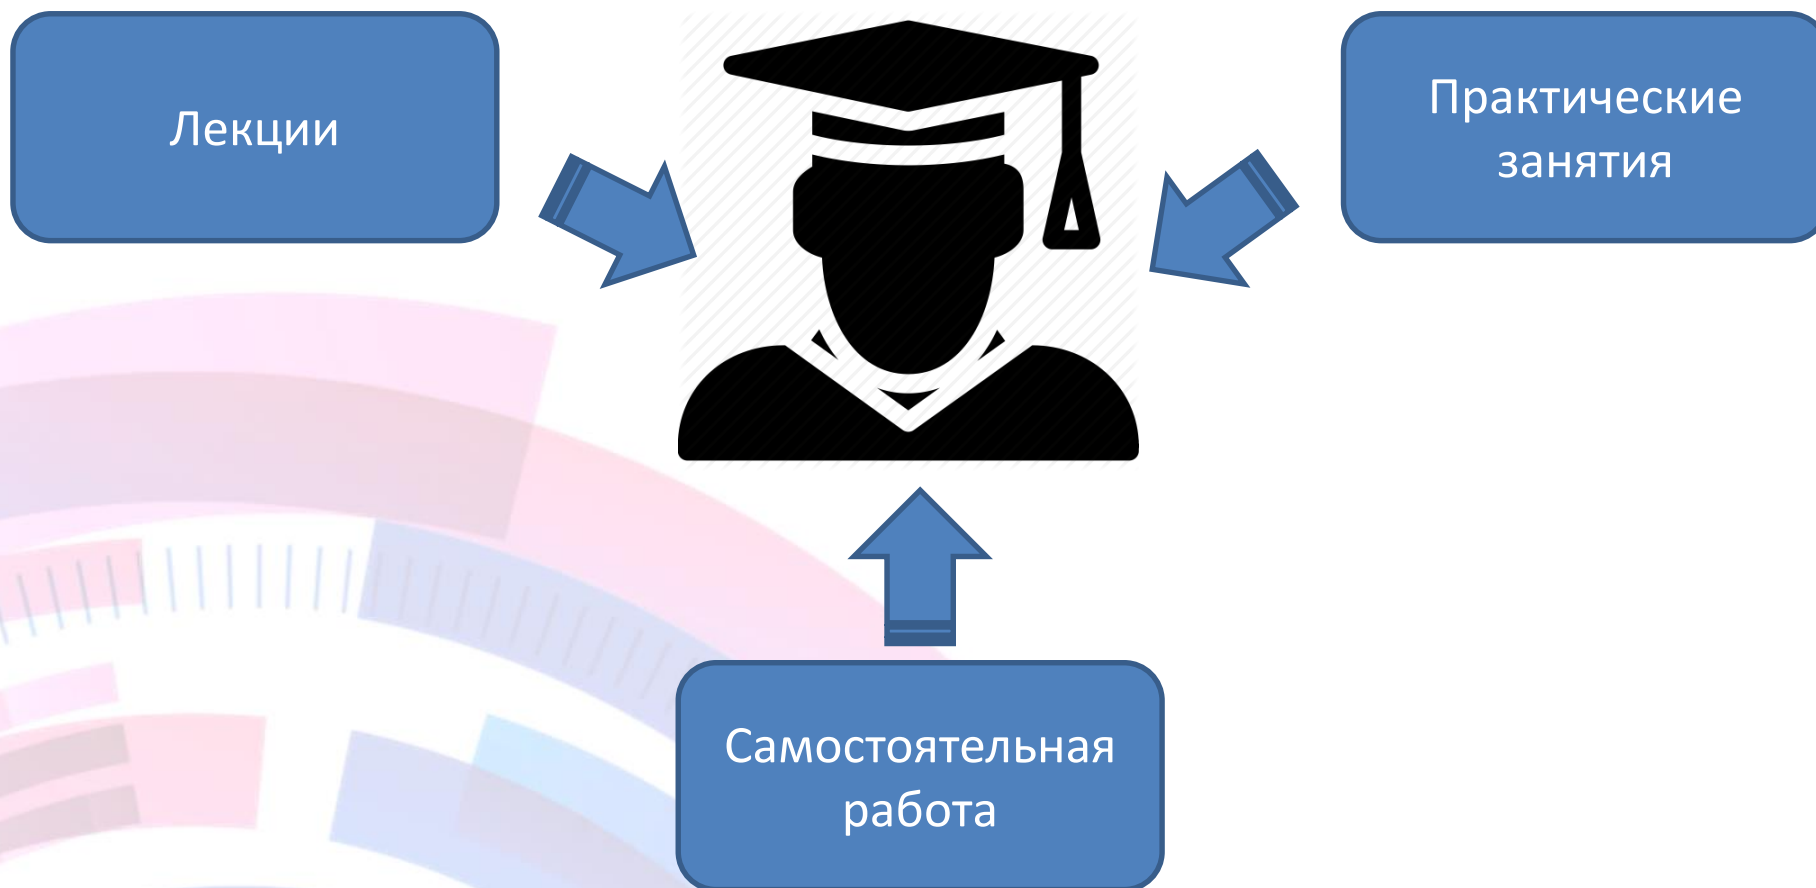 Лекции
Практические
занятия
Самостоятельная
работа